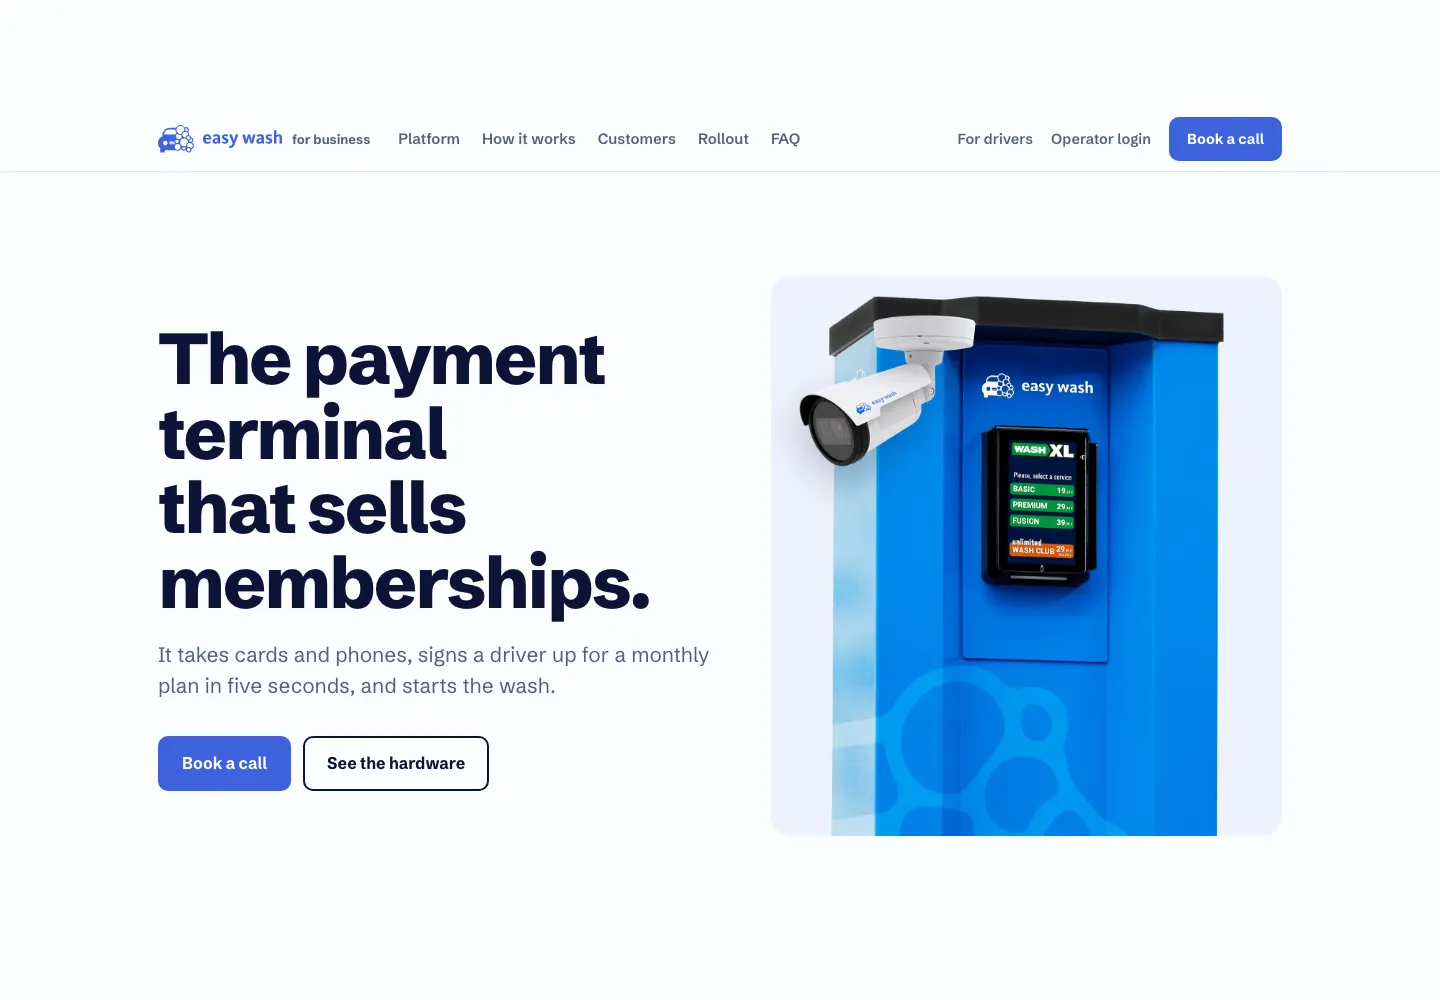 easy wash for business Platform How it works Customers Rollout FAQ For drivers Operator login Book a call
The payment
terminal
that sells
memberships.
It takes cards and phones, signs a driver up for a monthly
plan in five seconds, and starts the wash.
Book a call See the hardware
easy wash
easy wash
WASH XL
Please, select a service
BASIC 19
PREMIUM 29
FUSION 39
unlimited
WASH CLUB 29